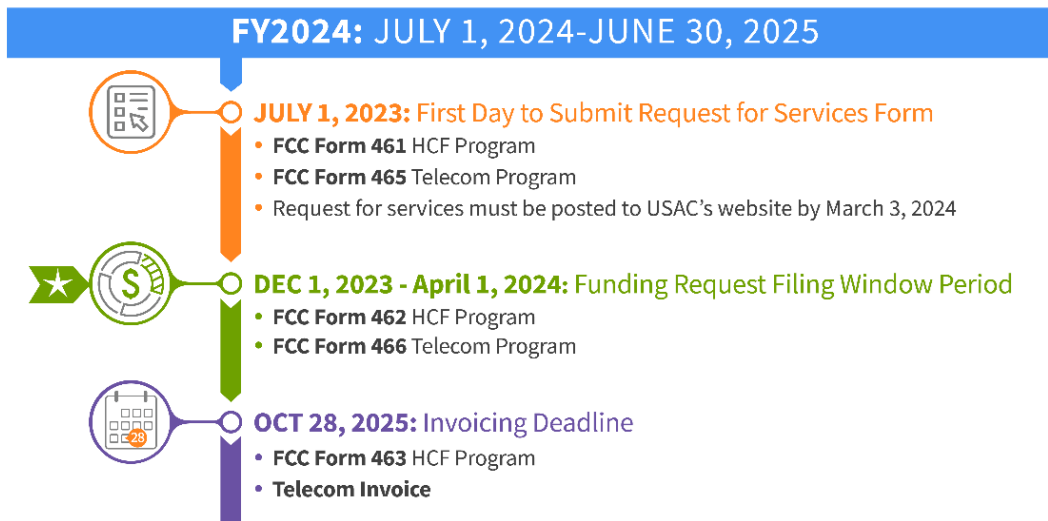 FY2024: JULY 1, 2024-JUNE 30, 2025
JULY 1, 2023: First Day to Submit Request for Services Form
• FCC Form 461 HCF Program
• FCC Form 465 Telecom Program
• Request for services must be posted to USAC's website by March 3, 2024
$
DEC 1, 2023 - April 1, 2024: Funding Request Filing Window Period
• FCC Form 462 HCF Program
• FCC Form 466 Telecom Program
28
OCT 28, 2025: Invoicing Deadline
• FCC Form 463 HCF Program
• Telecom Invoice